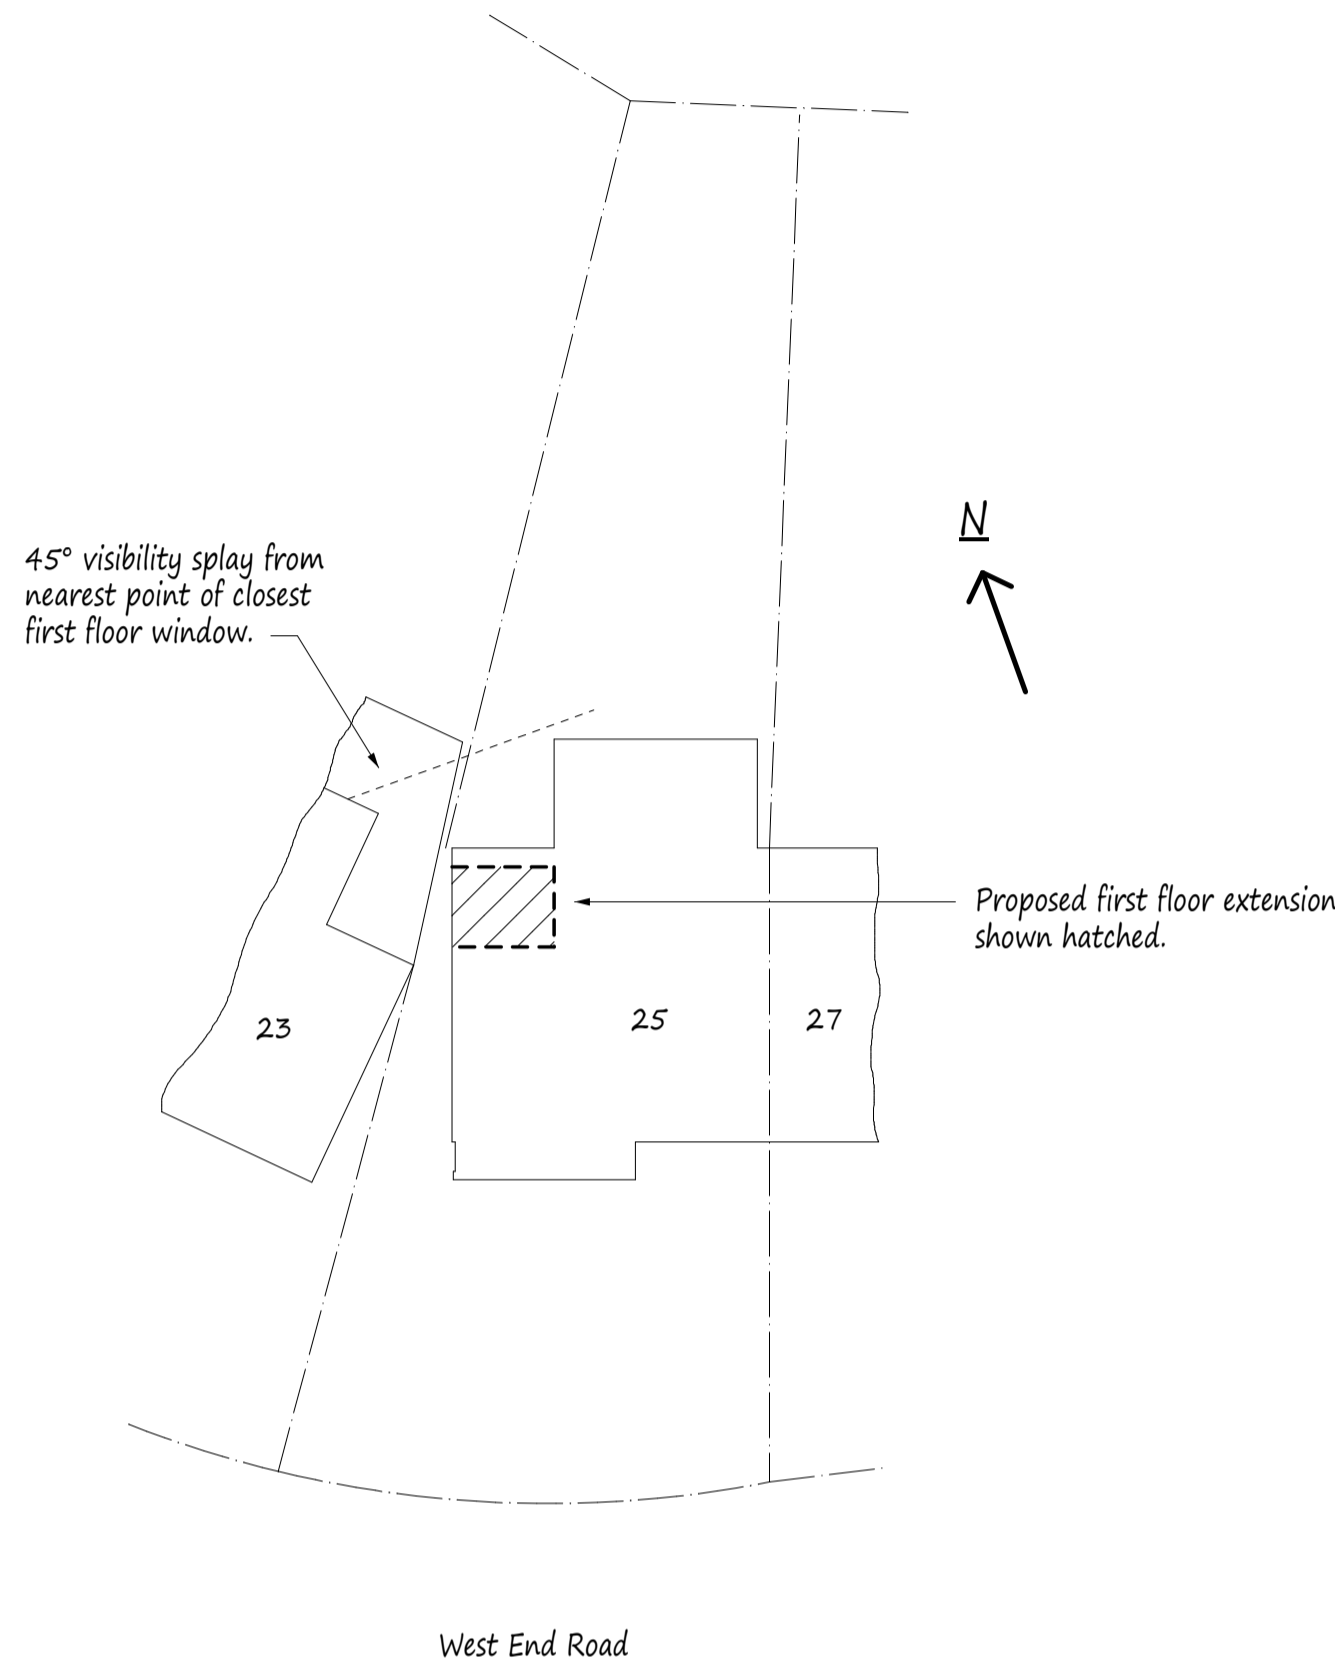 N
45° visibility splay from
nearest point of closest
first floor window.
Proposed first floor extension
shown hatched.
23
25
27
West End Road